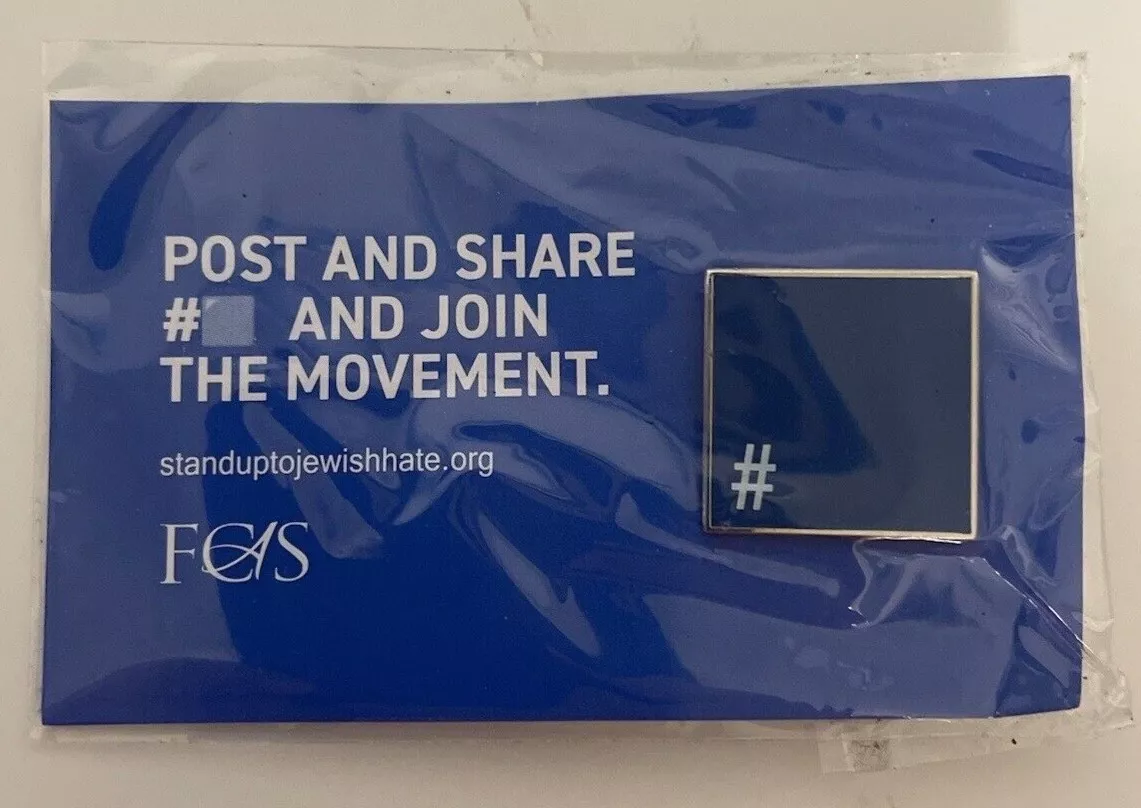 POST AND SHARE
#🟦 AND JOIN
THE MOVEMENT.
standuptojewishhate.org
FCAS
#